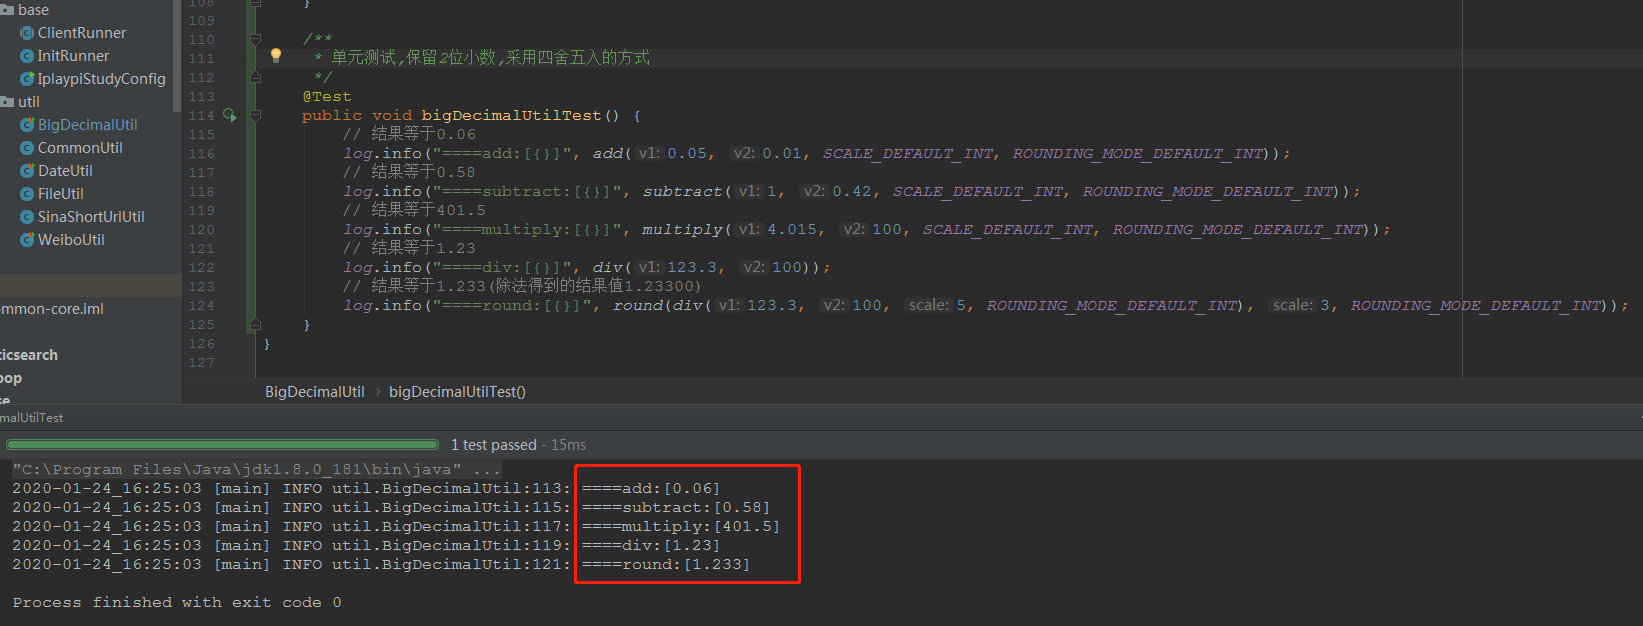 base
ClientRunner
InitRunner
IplaypiStudyConfig
util
BigDecimalUtil
CommonUtil
DateUtil
FileUtil
SinaShortUrlUtil
WeiboUtil
mmon-core.iml
ticsearch
oop
se
108 }
109
110 /**
111 * 单元测试,保留2位小数,采用四舍五入的方式
112 */
113 @Test
114 public void bigDecimalUtilTest() {
115 // 结果等于0.06
116 log.info("====add:[{}]", add( v1: 0.05, v2: 0.01, SCALE_DEFAULT_INT, ROUNDING_MODE_DEFAULT_INT));
117 // 结果等于0.58
118 log.info("====subtract:[{}]", subtract( v1: 1, v2: 0.42, SCALE_DEFAULT_INT, ROUNDING_MODE_DEFAULT_INT));
119 // 结果等于401.5
120 log.info("====multiply:[{}]", multiply( v1: 4.015, v2: 100, SCALE_DEFAULT_INT, ROUNDING_MODE_DEFAULT_INT));
121 // 结果等于1.23
122 log.info("====div:[{}]", div( v1: 123.3, v2: 100));
123 // 结果等于1.233(除法得到的结果值1.23300)
124 log.info("====round:[{}]", round(div( v1: 123.3, v2: 100, scale: 5, ROUNDING_MODE_DEFAULT_INT), scale: 3, ROUNDING_MODE_DEFAULT_INT));
125 }
126 }
127
BigDecimalUtil › bigDecimalUtilTest()
malUtilTest
1 test passed - 15ms
"C:\Program Files\Java\jdk1.8.0_181\bin\java" ...
2020-01-24_16:25:03 [main] INFO util.BigDecimalUtil:113: ====add:[0.06]
2020-01-24_16:25:03 [main] INFO util.BigDecimalUtil:115: ====subtract:[0.58]
2020-01-24_16:25:03 [main] INFO util.BigDecimalUtil:117: ====multiply:[401.5]
2020-01-24_16:25:03 [main] INFO util.BigDecimalUtil:119: ====div:[1.23]
2020-01-24_16:25:03 [main] INFO util.BigDecimalUtil:121: ====round:[1.233]
Process finished with exit code 0